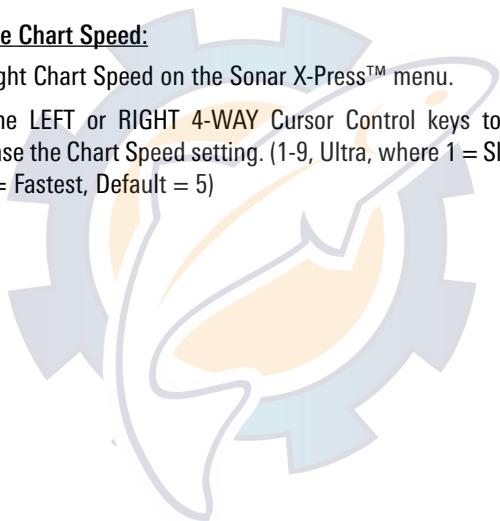 e Chart Speed:
ght Chart Speed on the Sonar X-Press™ menu.
he LEFT or RIGHT 4-WAY Cursor Control keys to
ase the Chart Speed setting. (1-9, Ultra, where 1 = Sl
= Fastest, Default = 5)